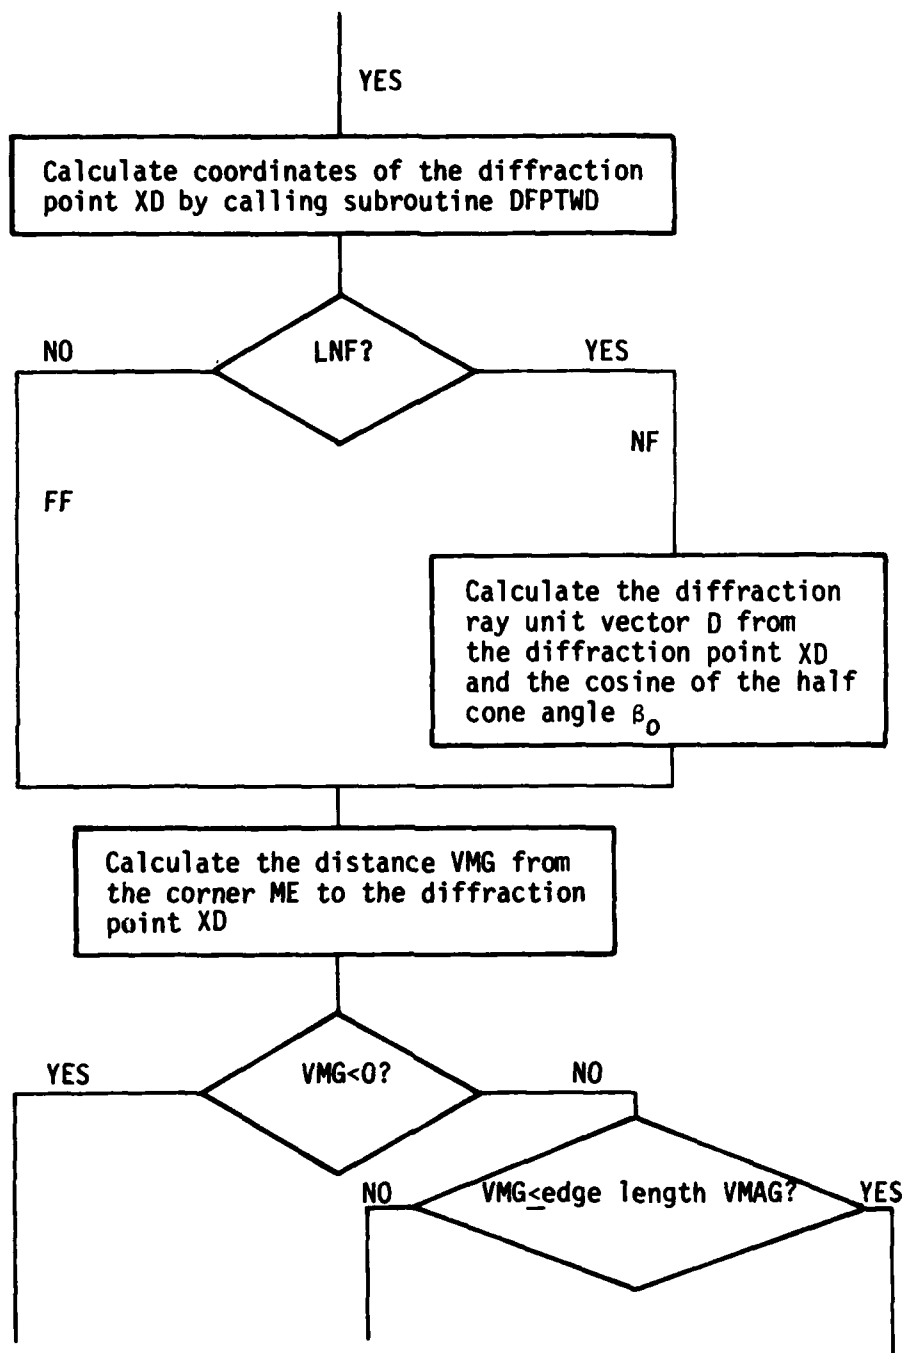 YES
Calculate coordinates of the diffraction
point XD by calling subroutine DFPTWD
NO
LNF?
YES
NF
FF
Calculate the diffraction
ray unit vector D from
the diffraction point XD
and the cosine of the half
cone angle β₀
Calculate the distance VMG from
the corner ME to the diffraction
point XD
YES
VMG<0?
NO
NO
VMG≤edge length VMAG?
YES